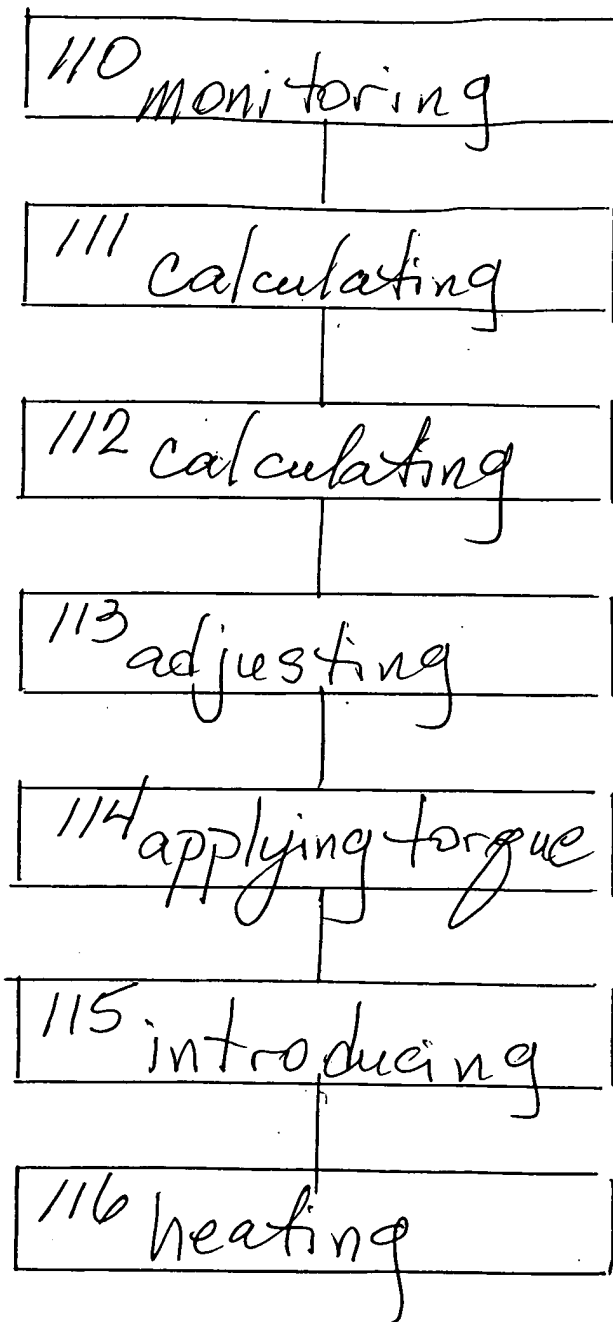 110 monitoring
111 calculating
112 calculating
113 adjusting
114 applying torque
115 introducing
116 heating